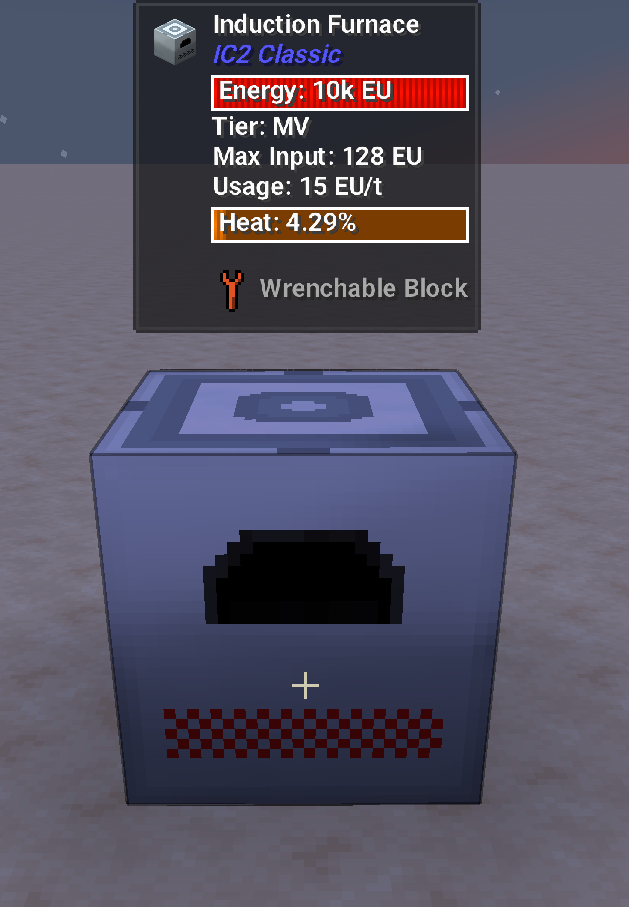 Induction Furnace
IC2 Classic
Energy: 10k EU
Tier: MV
Max Input: 128 EU
Usage: 15 EU/t
Heat: 4.29%
Wrenchable Block